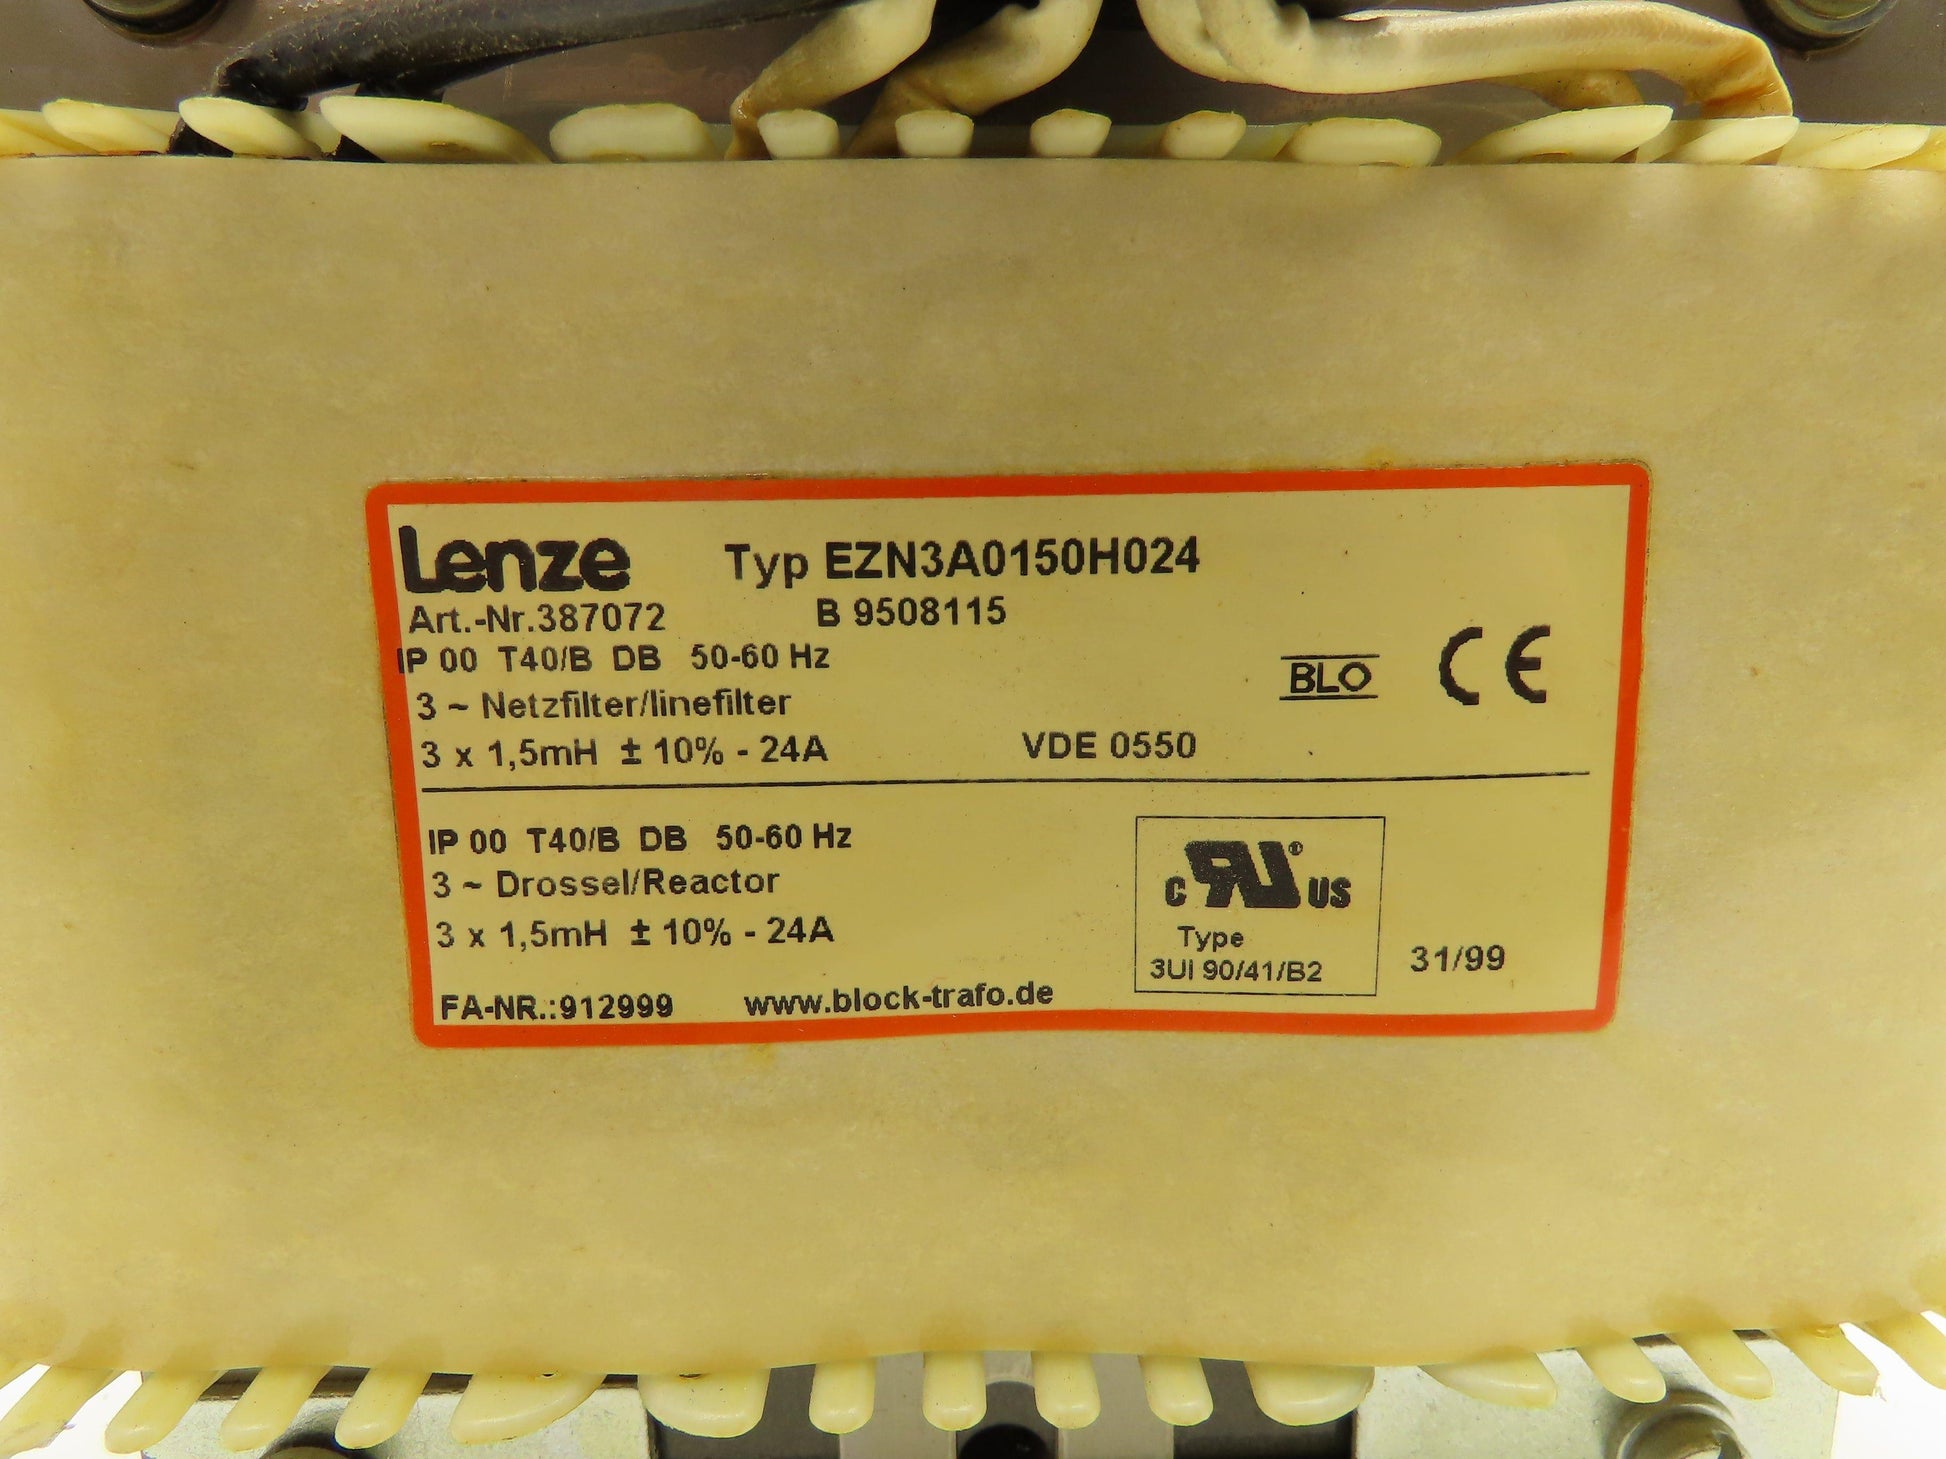 Lenze Typ EZN3A0150H024
Art.-Nr.387072 B 9508115
IP 00 T40/B DB 50-60 Hz
3 ~ Netzfilter/linefilter
BLO CE
3 x 1,5mH ± 10% - 24A VDE 0550
IP 00 T40/B DB 50-60 Hz
3 ~ Drossel/Reactor
3 x 1,5mH ± 10% - 24A
c RU® US
Type
3UI 90/41/B2
31/99
FA-NR.:912999 www.block-trafo.de